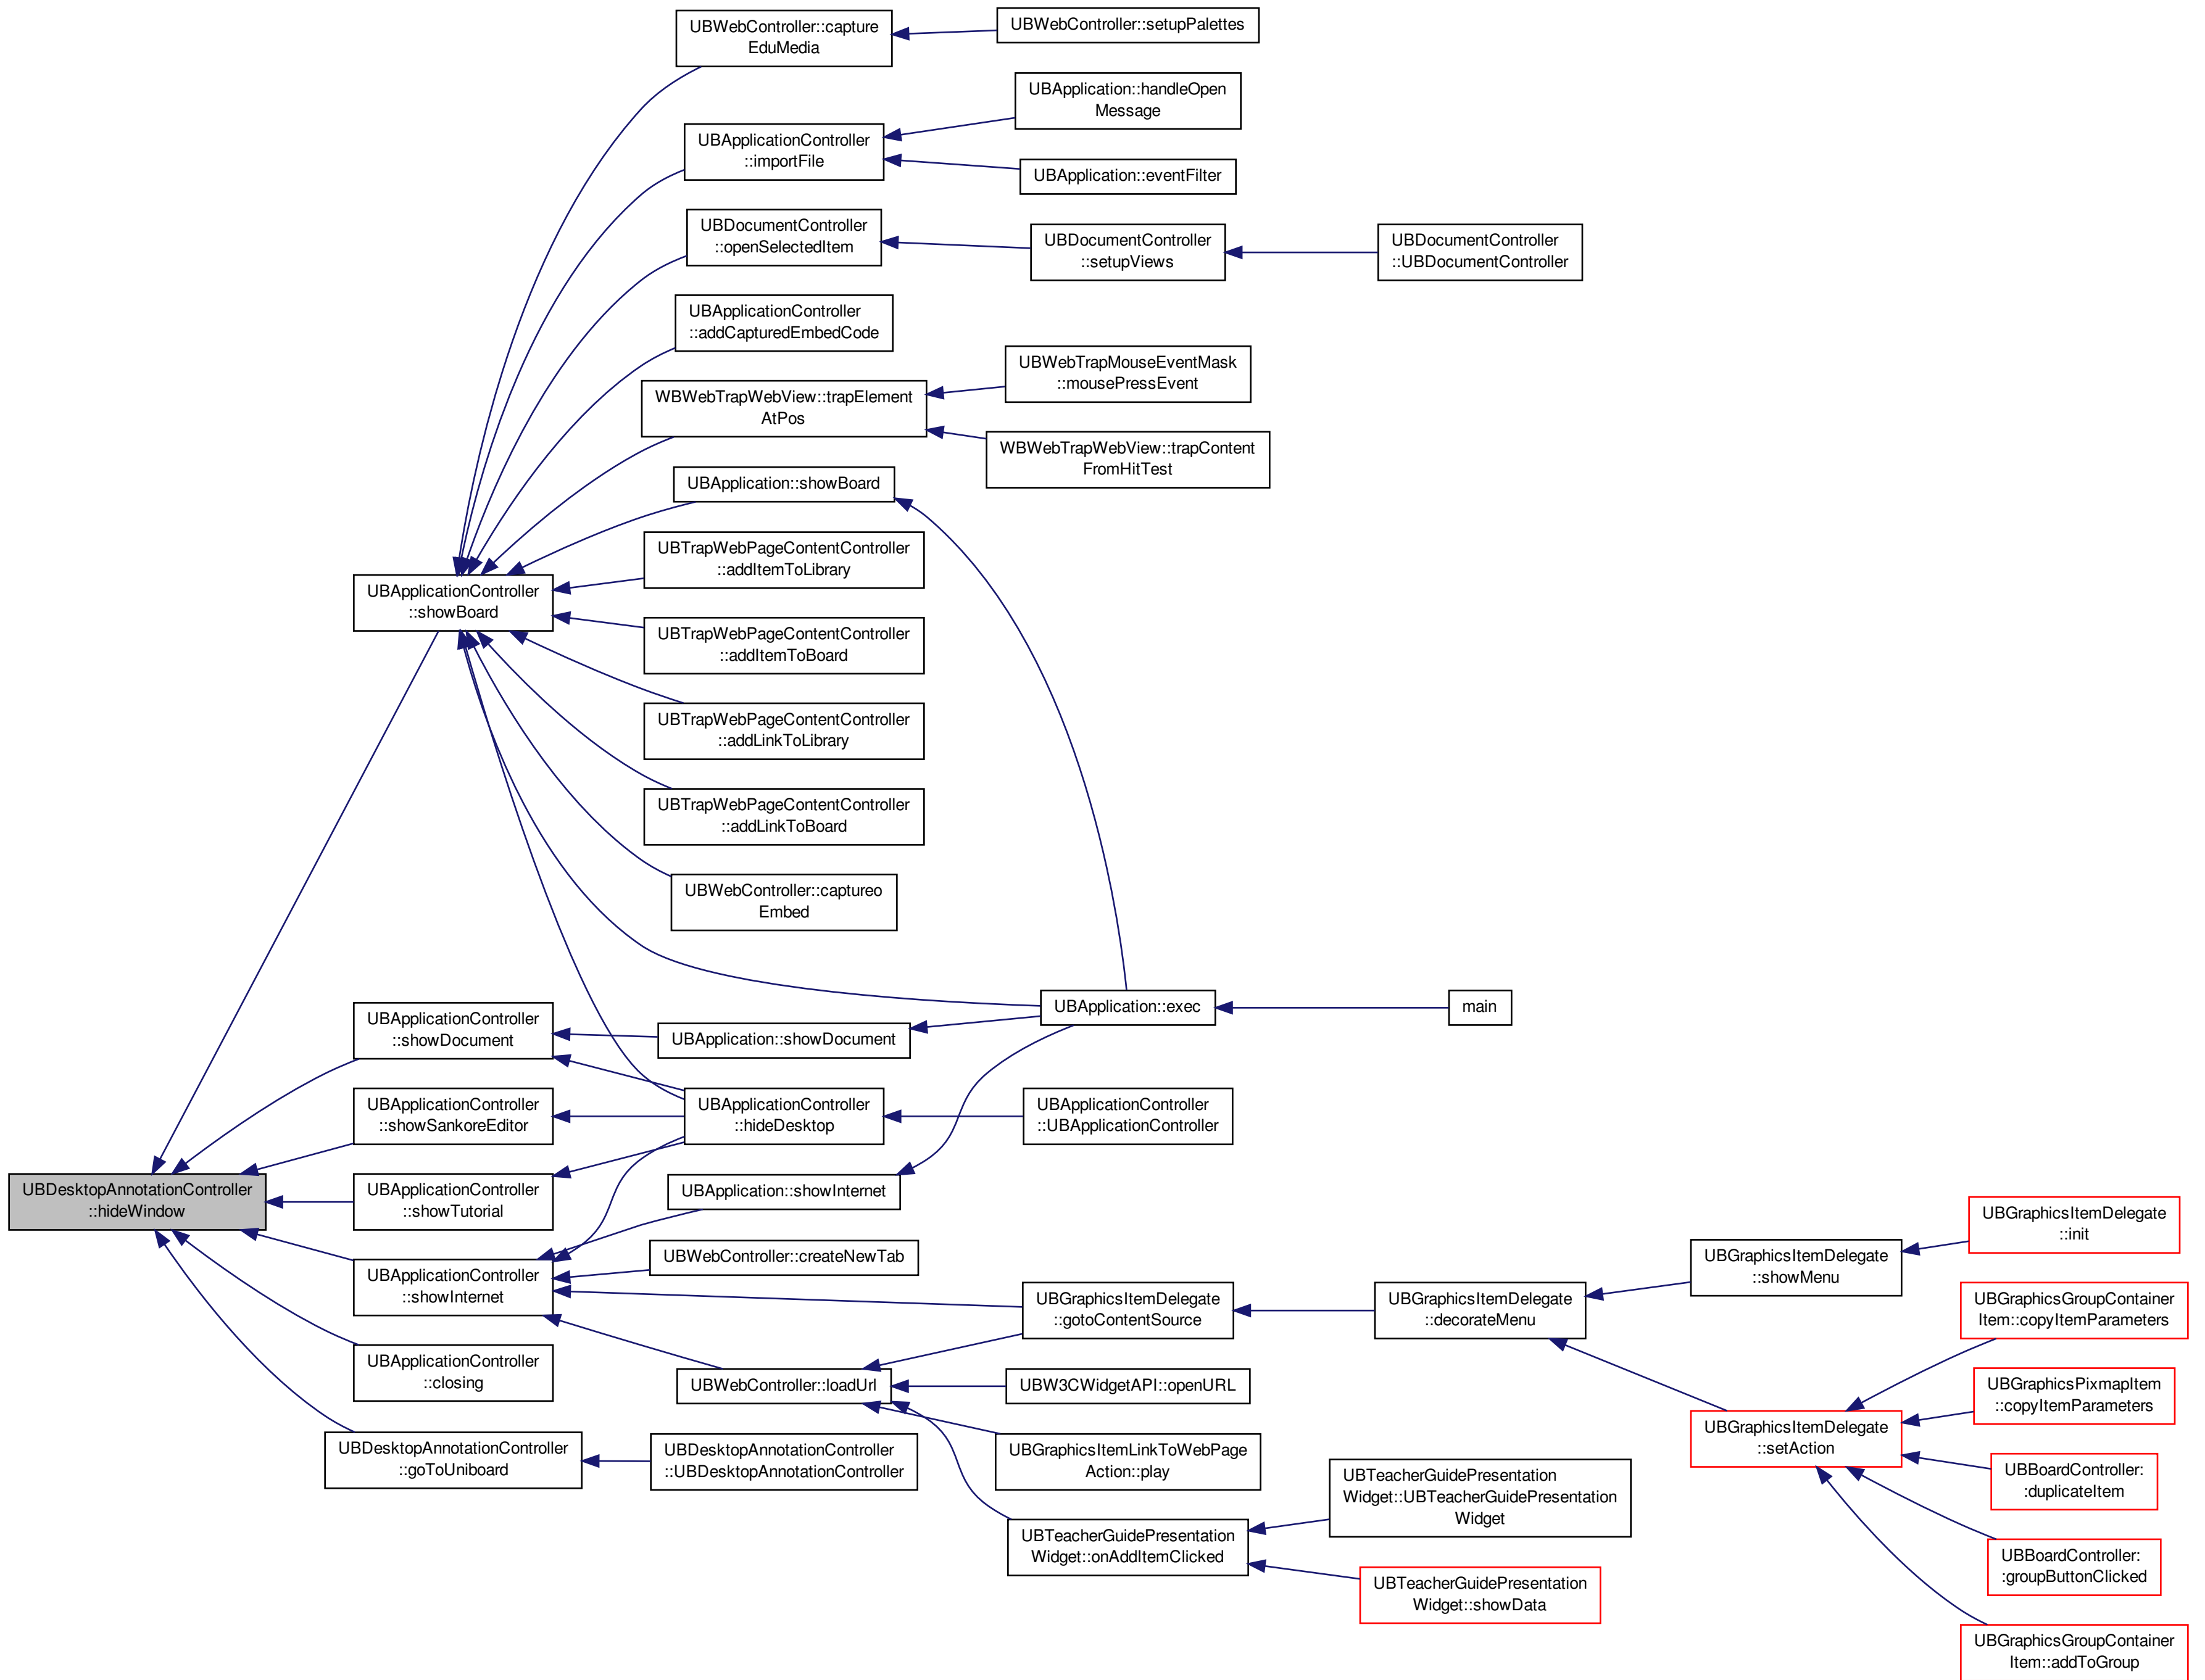 UBWebController::capture
EduMedia
UBWebController::setupPalettes
UBApplication::handleOpen
Message
UBApplicationController
::importFile
UBApplication::eventFilter
UBDocumentController
::openSelectedItem
UBDocumentController
::setupViews
UBDocumentController
::UBDocumentController
UBApplicationController
::addCapturedEmbedCode
UBWebTrapMouseEventMask
::mousePressEvent
WBWebTrapWebView::trapElement
AtPos
WBWebTrapWebView::trapContent
FromHitTest
UBApplication::showBoard
UBTrapWebPageContentController
::addItemToLibrary
UBApplicationController
::showBoard
UBTrapWebPageContentController
::addItemToBoard
UBTrapWebPageContentController
::addLinkToLibrary
UBTrapWebPageContentController
::addLinkToBoard
UBWebController::captureo
Embed
UBApplication::exec
main
UBApplicationController
::showDocument
UBApplication::showDocument
UBApplicationController
::showSankoreEditor
UBApplicationController
::hideDesktop
UBApplicationController
::UBApplicationController
UBDesktopAnnotationController
::hideWindow
UBApplicationController
::showTutorial
UBApplication::showInternet
UBApplicationController
::showInternet
UBWebController::createNewTab
UBGraphicsItemDelegate
::gotoContentSource
UBGraphicsItemDelegate
::decorateMenu
UBGraphicsItemDelegate
::showMenu
UBGraphicsItemDelegate
::init
UBGraphicsGroupContainer
Item::copyItemParameters
UBApplicationController
::closing
UBWebController::loadUrl
UBW3CWidgetAPI::openURL
UBGraphicsPixmapItem
::copyItemParameters
UBGraphicsItemDelegate
::setAction
UBDesktopAnnotationController
::goToUniboard
UBDesktopAnnotationController
::UBDesktopAnnotationController
UBGraphicsItemLinkToWebPage
Action::play
UBBoardController:
:duplicateItem
UBTeacherGuidePresentation
Widget::UBTeacherGuidePresentation
Widget
UBTeacherGuidePresentation
Widget::onAddItemClicked
UBBoardController:
:groupButtonClicked
UBTeacherGuidePresentation
Widget::showData
UBGraphicsGroupContainer
Item::addToGroup